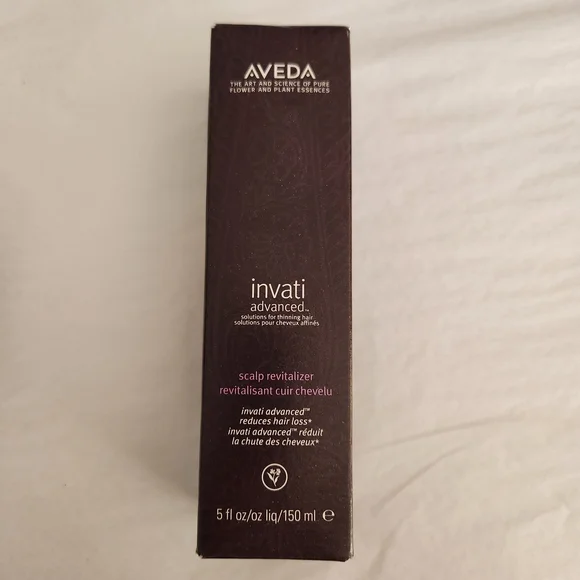 AVEDA
THE ART AND SCIENCE OF PURE
FLOWER AND PLANT ESSENCES
invati
advanced™
solutions for thinning hair
solutions pour cheveux affinés
scalp revitalizer
revitalisant cuir chevelu
invati advanced™
reduces hair loss*
invati advanced™ réduit
la chute des cheveux*
5 fl oz/oz liq/150 ml ℮